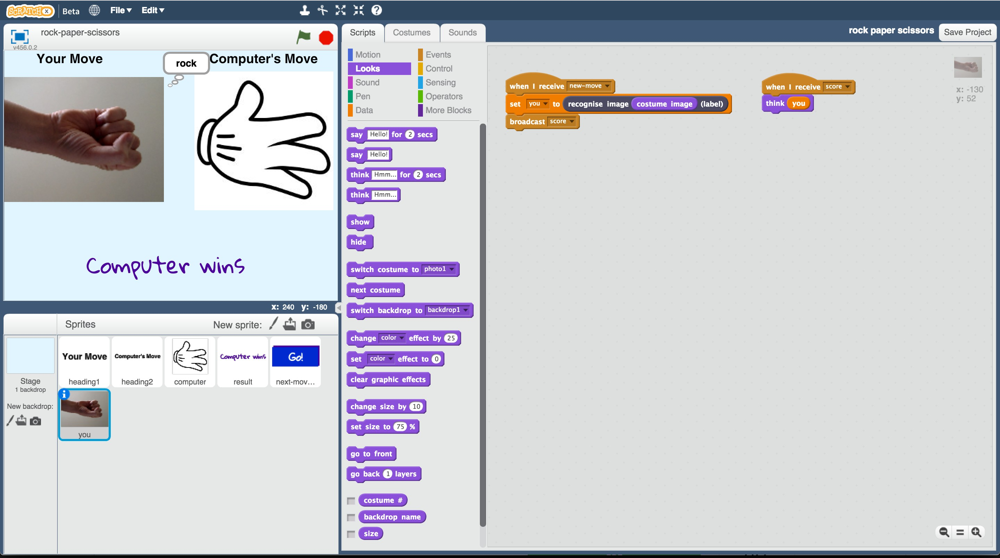 SCRATCHX Beta File Edit
rock-paper-scissors
v456.0.2
Your Move
rock
Computer's Move
Computer wins
x: 240 y: -180
Sprites New sprite:
Your Move
Computer's Move
Computer wins
Go!
Stage
1 backdrop
heading1
heading2
computer
result
next-mov...
New backdrop:
i
you
Scripts Costumes Sounds
rock paper scissors
Save Project
Motion Events
Looks Control
Sound Sensing
Pen Operators
Data More Blocks
say Hello! for 2 secs
say Hello!
think Hmm... for 2 secs
think Hmm...
show
hide
switch costume to photo1
next costume
switch backdrop to backdrop1
change color effect by 25
set color effect to 0
clear graphic effects
change size by 10
set size to 75 %
go to front
go back 1 layers
costume #
backdrop name
size
when I receive new-move
set you to recognise image costume image (label)
broadcast score
when I receive score
think you
x: -130
y: 52